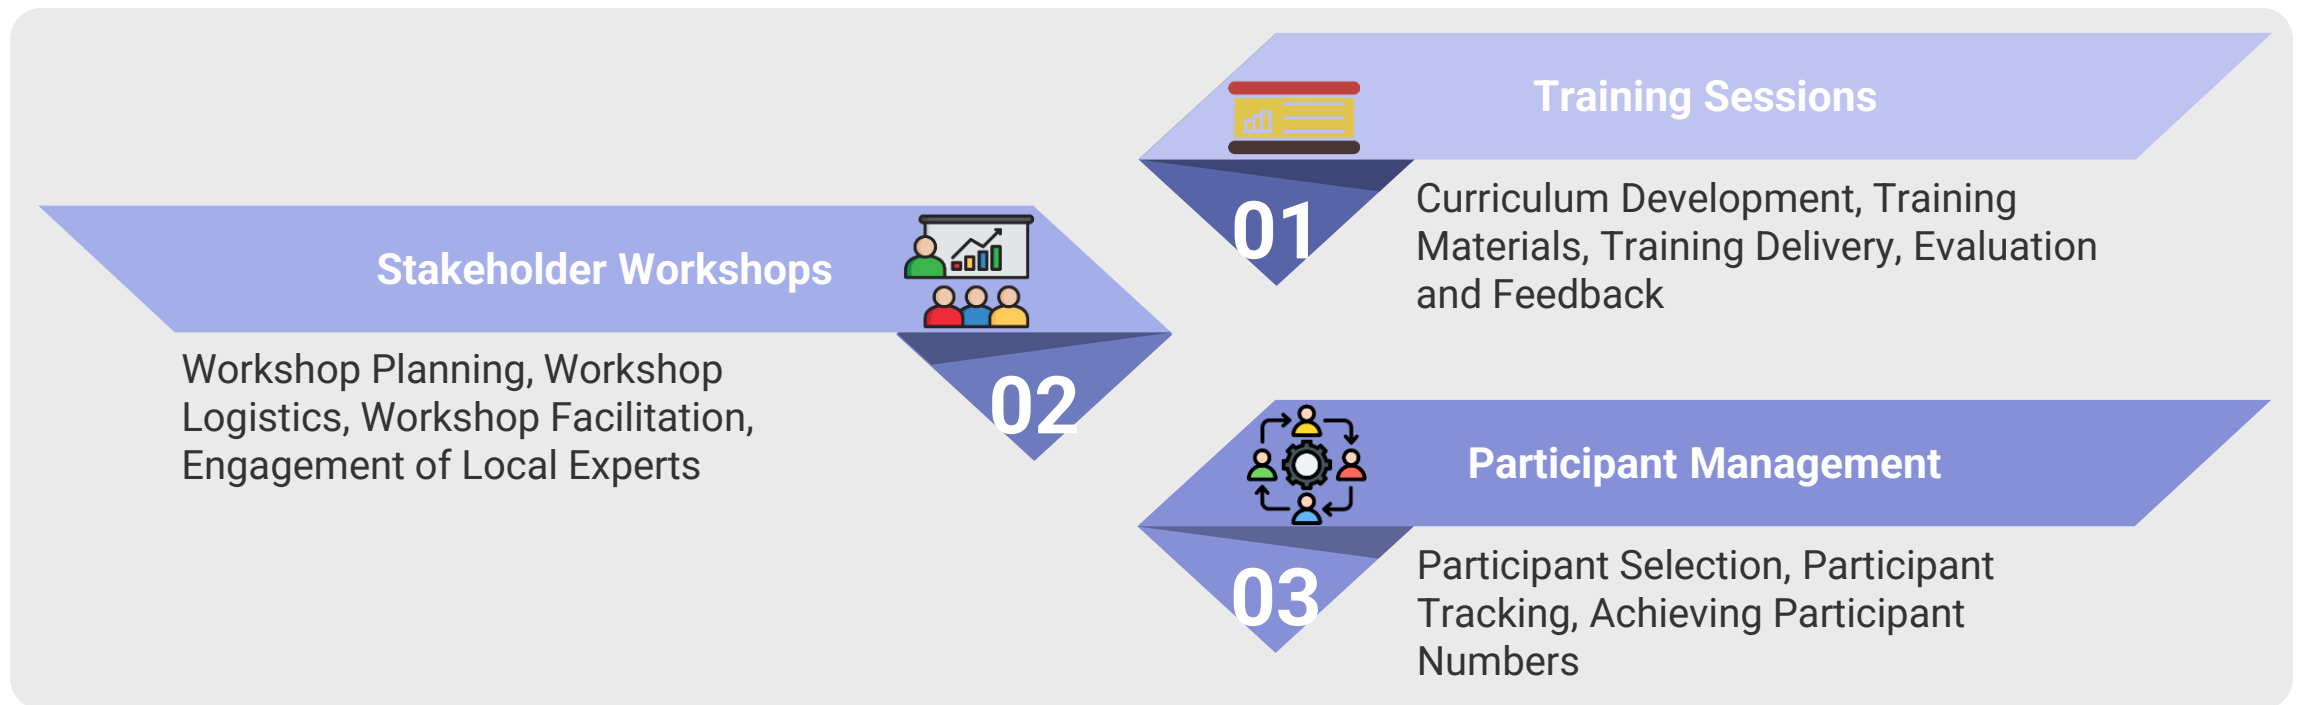 Training Sessions
01
Curriculum Development, Training
Materials, Training Delivery, Evaluation
and Feedback
Stakeholder Workshops
02
Workshop Planning, Workshop
Logistics, Workshop Facilitation,
Engagement of Local Experts
Participant Management
03
Participant Selection, Participant
Tracking, Achieving Participant
Numbers